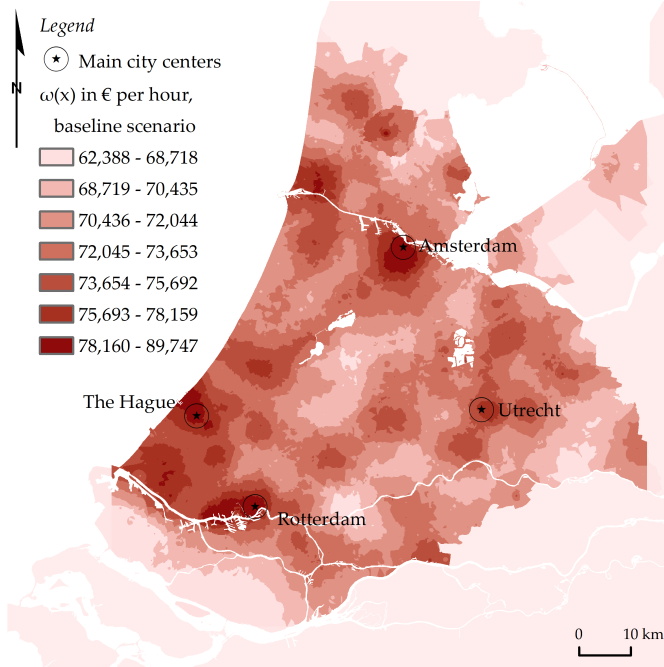 Legend
Main city centers
N
ω(x) in € per hour,
baseline scenario
62,388 - 68,718
68,719 - 70,435
70,436 - 72,044
72,045 - 73,653
73,654 - 75,692
75,693 - 78,159
78,160 - 89,747
Amsterdam
The Hague
Utrecht
Rotterdam
0 10 km